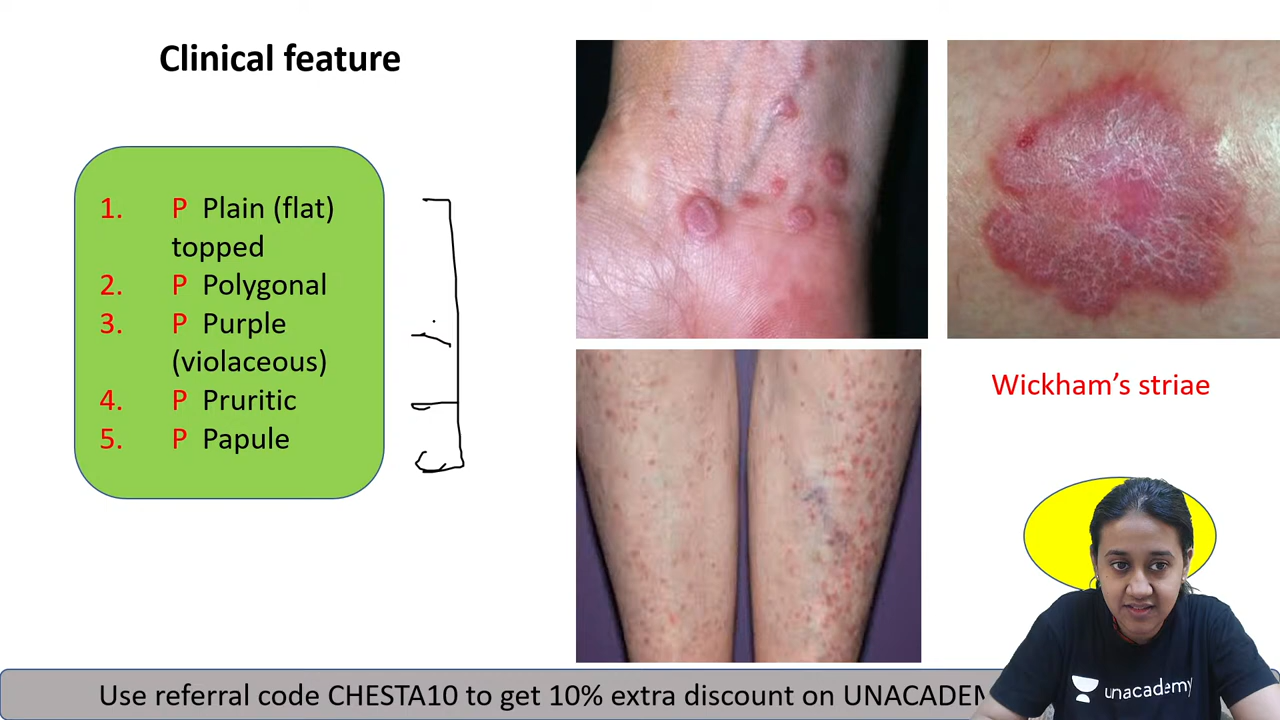 Clinical feature
1. P Plain (flat)
topped
2. P Polygonal
3. P Purple
(violaceous)
4. P Pruritic
5. P Papule
Wickham’s striae
unacademy
Use referral code CHESTA10 to get 10% extra discount on UNACADEM